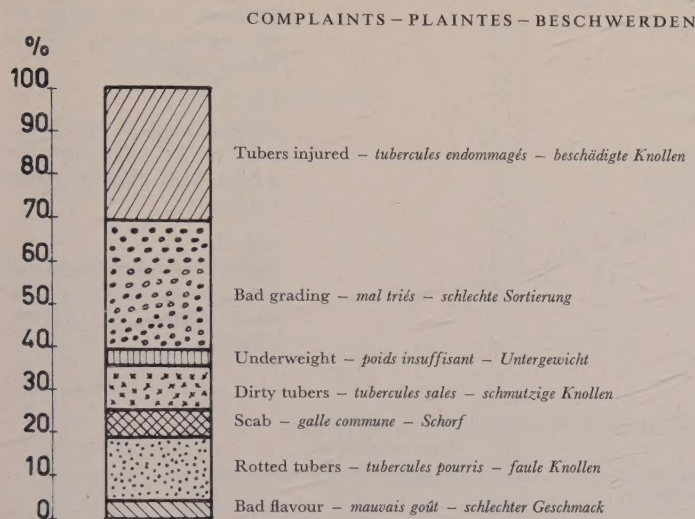 COMPLAINTS – PLAINTES – BESCHWERDEN
%
100
90
80
Tubers injured – tubercules endommagés – beschädigte Knollen
70
60
50
Bad grading – mal triés – schlechte Sortierung
40
Underweight – poids insuffisant – Untergewicht
30
Dirty tubers – tubercules sales – schmutzige Knollen
20
Scab – galle commune – Schorf
10
Rotted tubers – tubercules pourris – faule Knollen
0
Bad flavour – mauvais goût – schlechter Geschmack